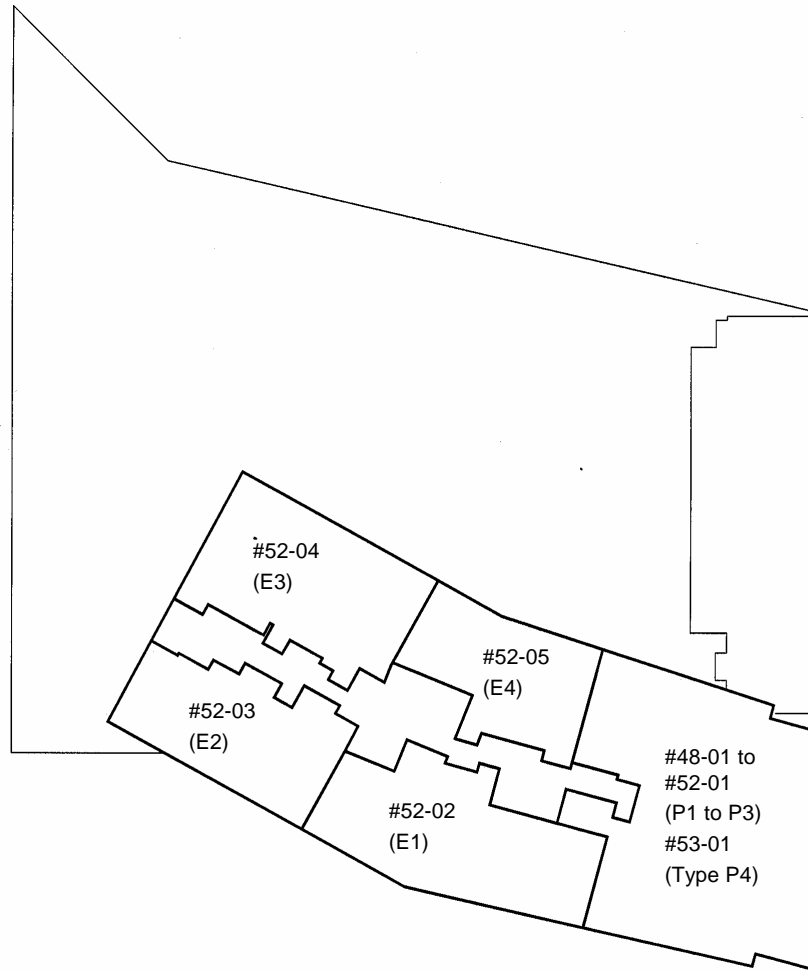 #52-04
(E3)
#52-05
(E4)
#52-03
(E2)
#48-01 to
#52-01
(P1 to P3)
#53-01
(Type P4)
#52-02
(E1)